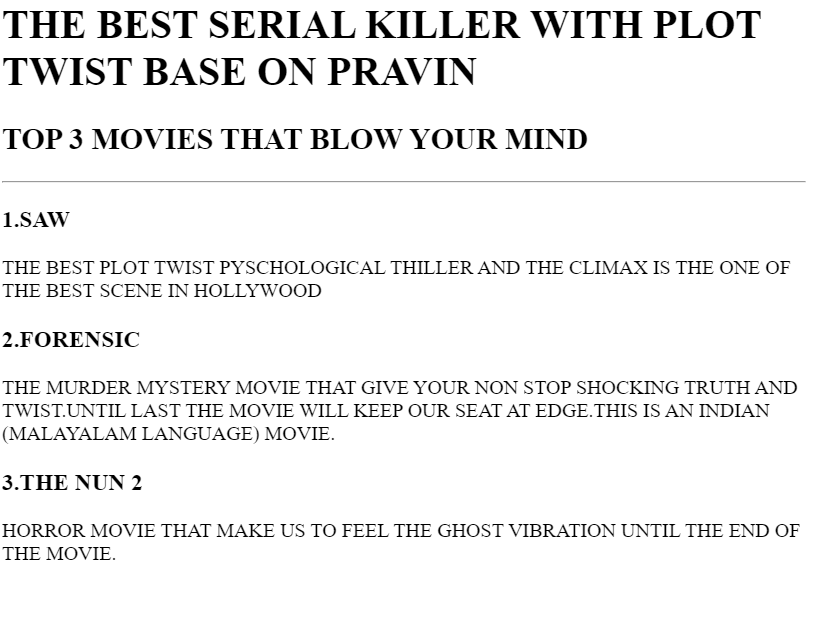 THE BEST SERIAL KILLER WITH PLOT
TWIST BASE ON PRAVIN
TOP 3 MOVIES THAT BLOW YOUR MIND
1.SAW
THE BEST PLOT TWIST PYSCHOLOGICAL THILLER AND THE CLIMAX IS THE ONE OF
THE BEST SCENE IN HOLLYWOOD
2.FORENSIC
THE MURDER MYSTERY MOVIE THAT GIVE YOUR NON STOP SHOCKING TRUTH AND
TWIST.UNTIL LAST THE MOVIE WILL KEEP OUR SEAT AT EDGE.THIS IS AN INDIAN
(MALAYALAM LANGUAGE) MOVIE.
3.THE NUN 2
HORROR MOVIE THAT MAKE US TO FEEL THE GHOST VIBRATION UNTIL THE END OF
THE MOVIE.